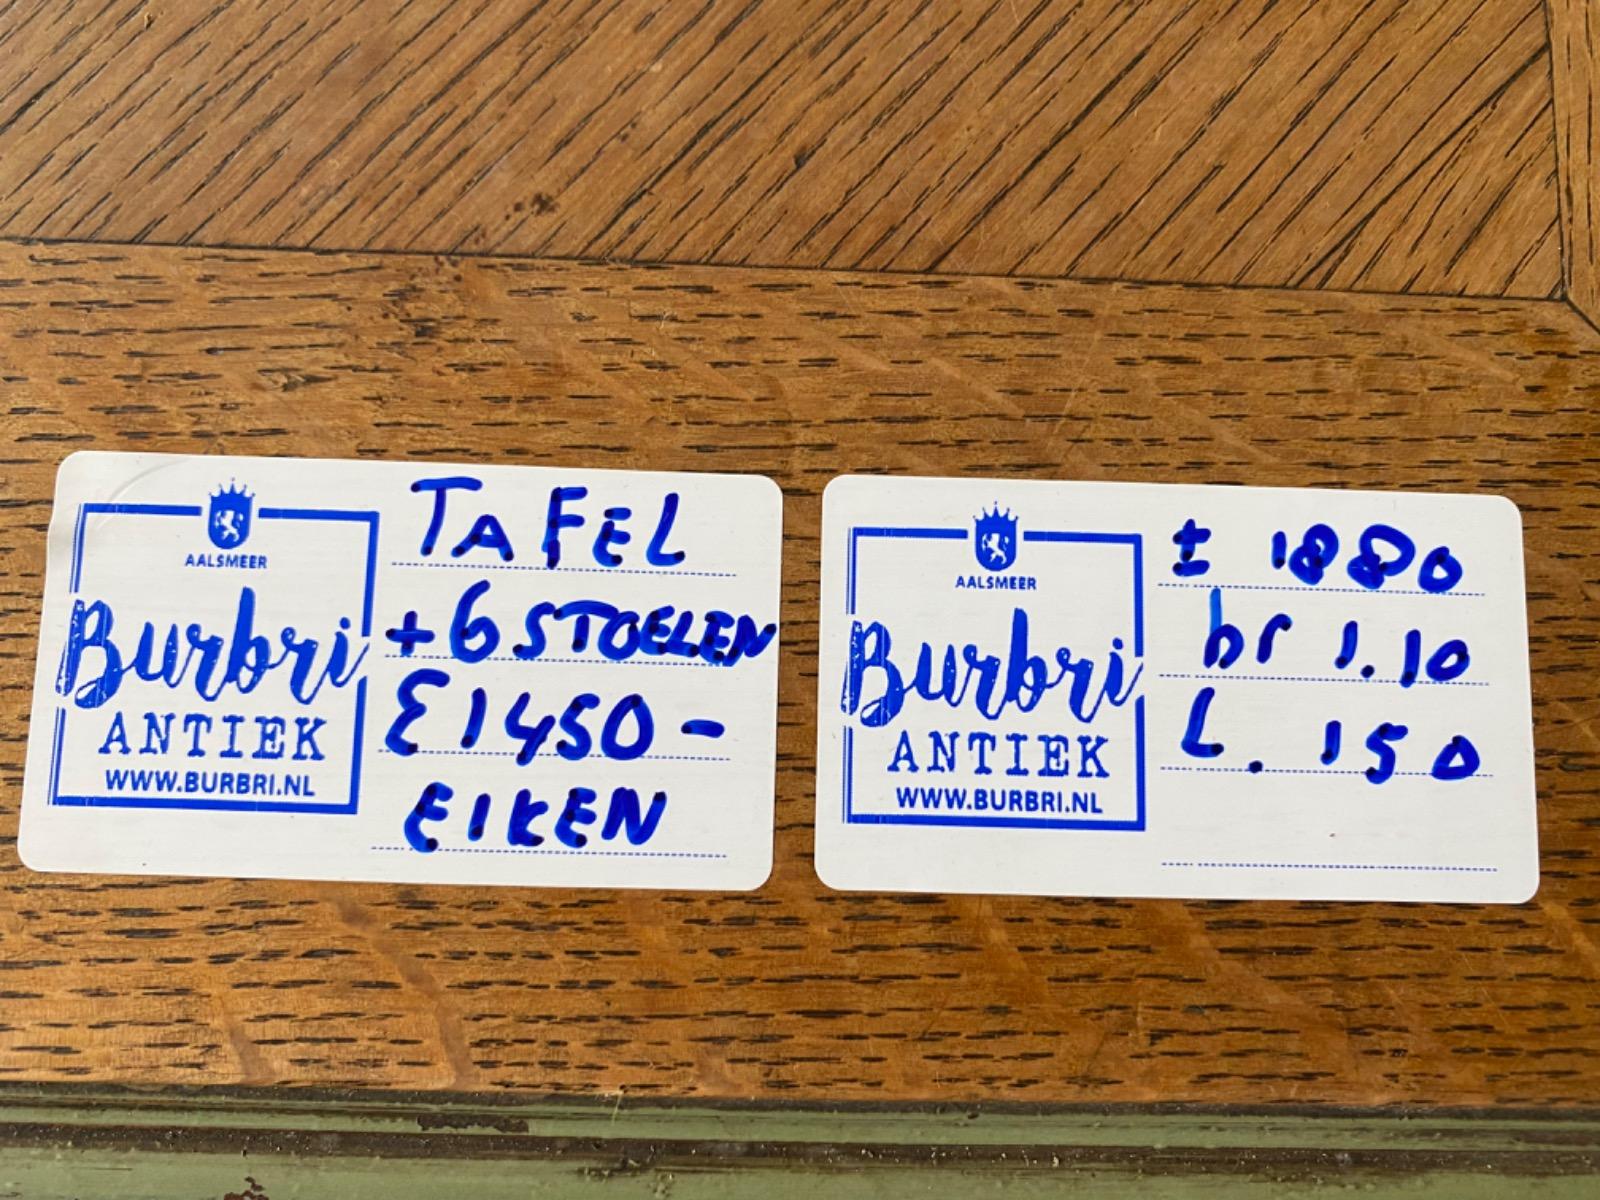 AALSMEER
Burbri
ANTIEK
WWW.BURBRI.NL
TAFEL
+ 6 STOELEN
£1450-
EIKEN
AALSMEER
Burbri
ANTIEK
WWW.BURBRI.NL
± 1880
br 1.10
L. 150